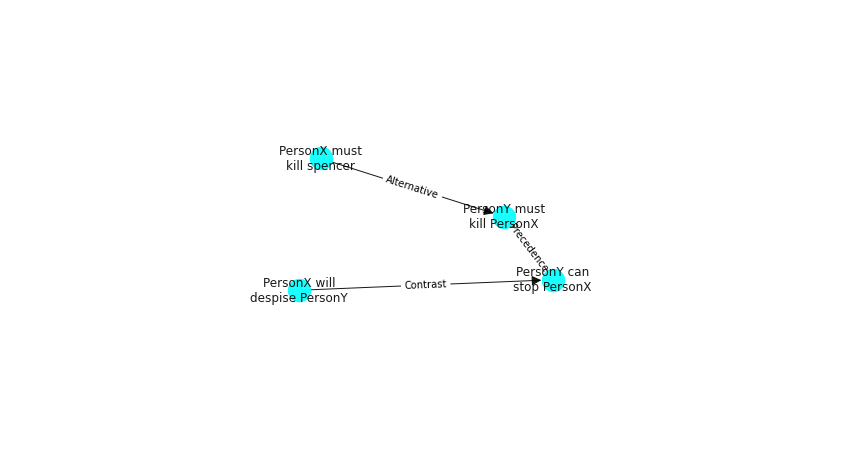 PersonX must
kill spencer
Alternative
PersonY must
kill PersonX
Precedence
PersonY can
stop PersonX
PersonX will
despise PersonY
Contrast